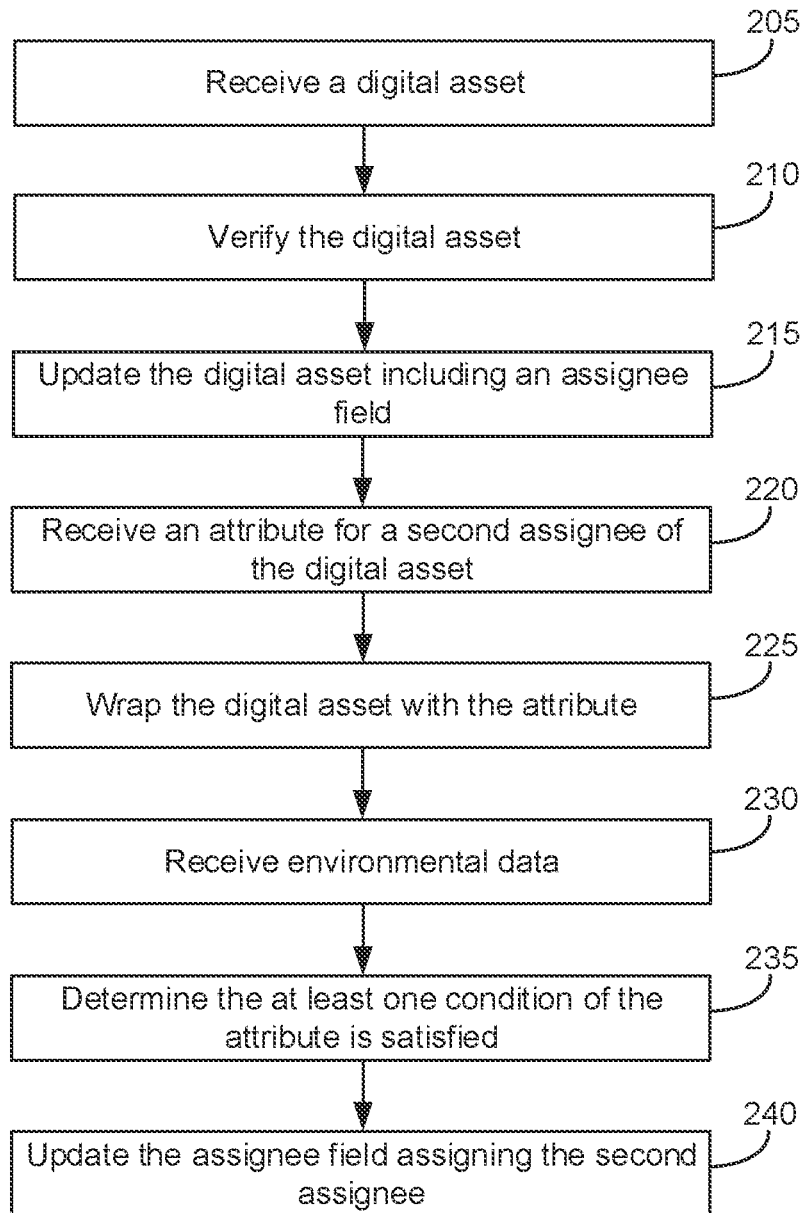 205
Receive a digital asset
210
Verify the digital asset
215
Update the digital asset including an assignee
field
220
Receive an attribute for a second assignee of
the digital asset
225
Wrap the digital asset with the attribute
230
Receive environmental data
235
Determine the at least one condition of the
attribute is satisfied
240
Update the assignee field assigning the second
assignee